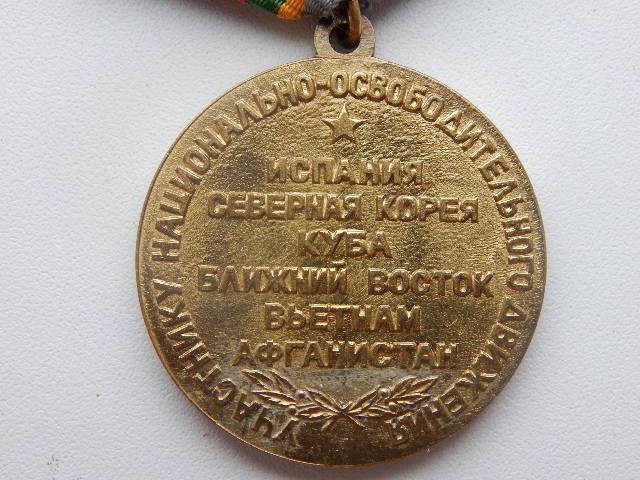 УЧАСТНИКУ НАЦИОНАЛЬНО-ОСВОБОДИТЕЛЬНОГО ДВИЖЕНИЯ
ИСПАНИЯ
СЕВЕРНАЯ КОРЕЯ
КУБА
БЛИЖНИЙ ВОСТОК
ВЬЕТНАМ
АФГАНИСТАН